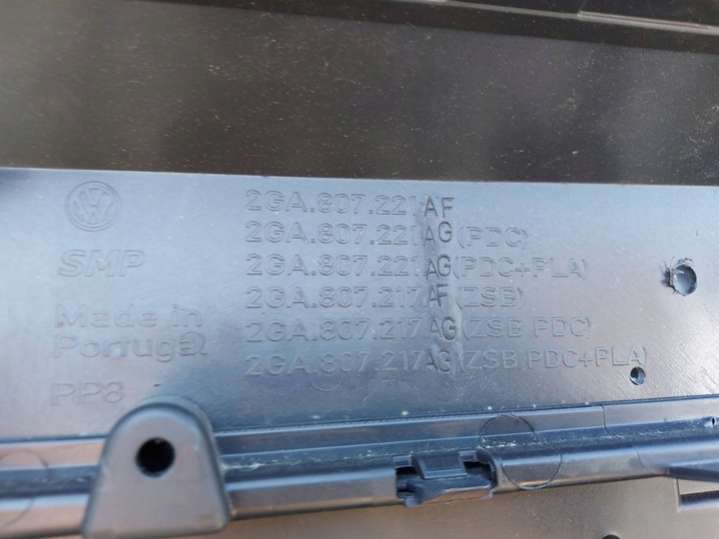 2GA.807.221 AF
2GA.807.221 AG (PDC)
2GA.807.221 AG (PDC+PLA)
2GA.807.217 AF (ZSB)
2GA.807.217 AG (ZSB PDC)
2GA.807.217 AG (ZSB PDC+PLA)
SMP
Made in
Portugal
PP8